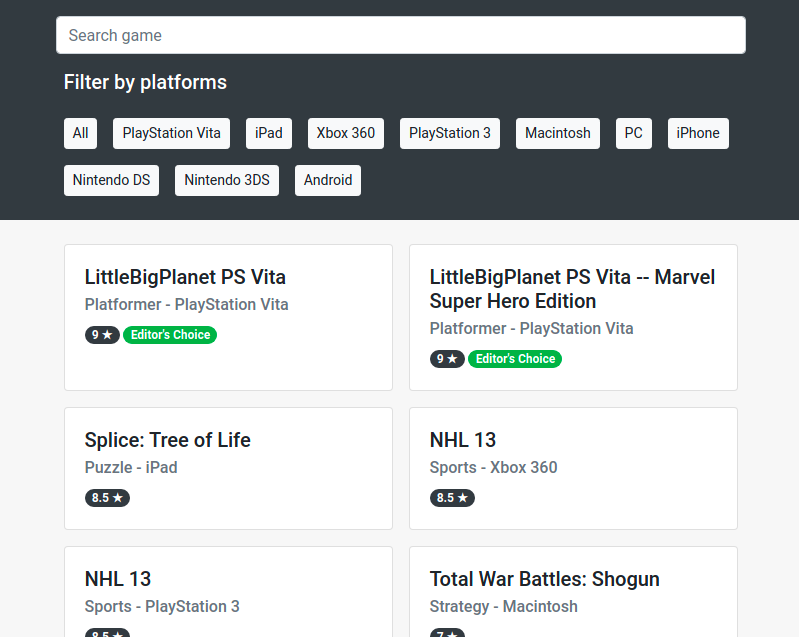 Search game
Filter by platforms
All PlayStation Vita iPad Xbox 360 PlayStation 3 Macintosh PC iPhone
Nintendo DS Nintendo 3DS Android
LittleBigPlanet PS Vita
Platformer - PlayStation Vita
9 ★ Editor's Choice
LittleBigPlanet PS Vita -- Marvel
Super Hero Edition
Platformer - PlayStation Vita
9 ★ Editor's Choice
Splice: Tree of Life
Puzzle - iPad
8.5 ★
NHL 13
Sports - Xbox 360
8.5 ★
NHL 13
Sports - PlayStation 3
8.5 ★
Total War Battles: Shogun
Strategy - Macintosh
7 ★